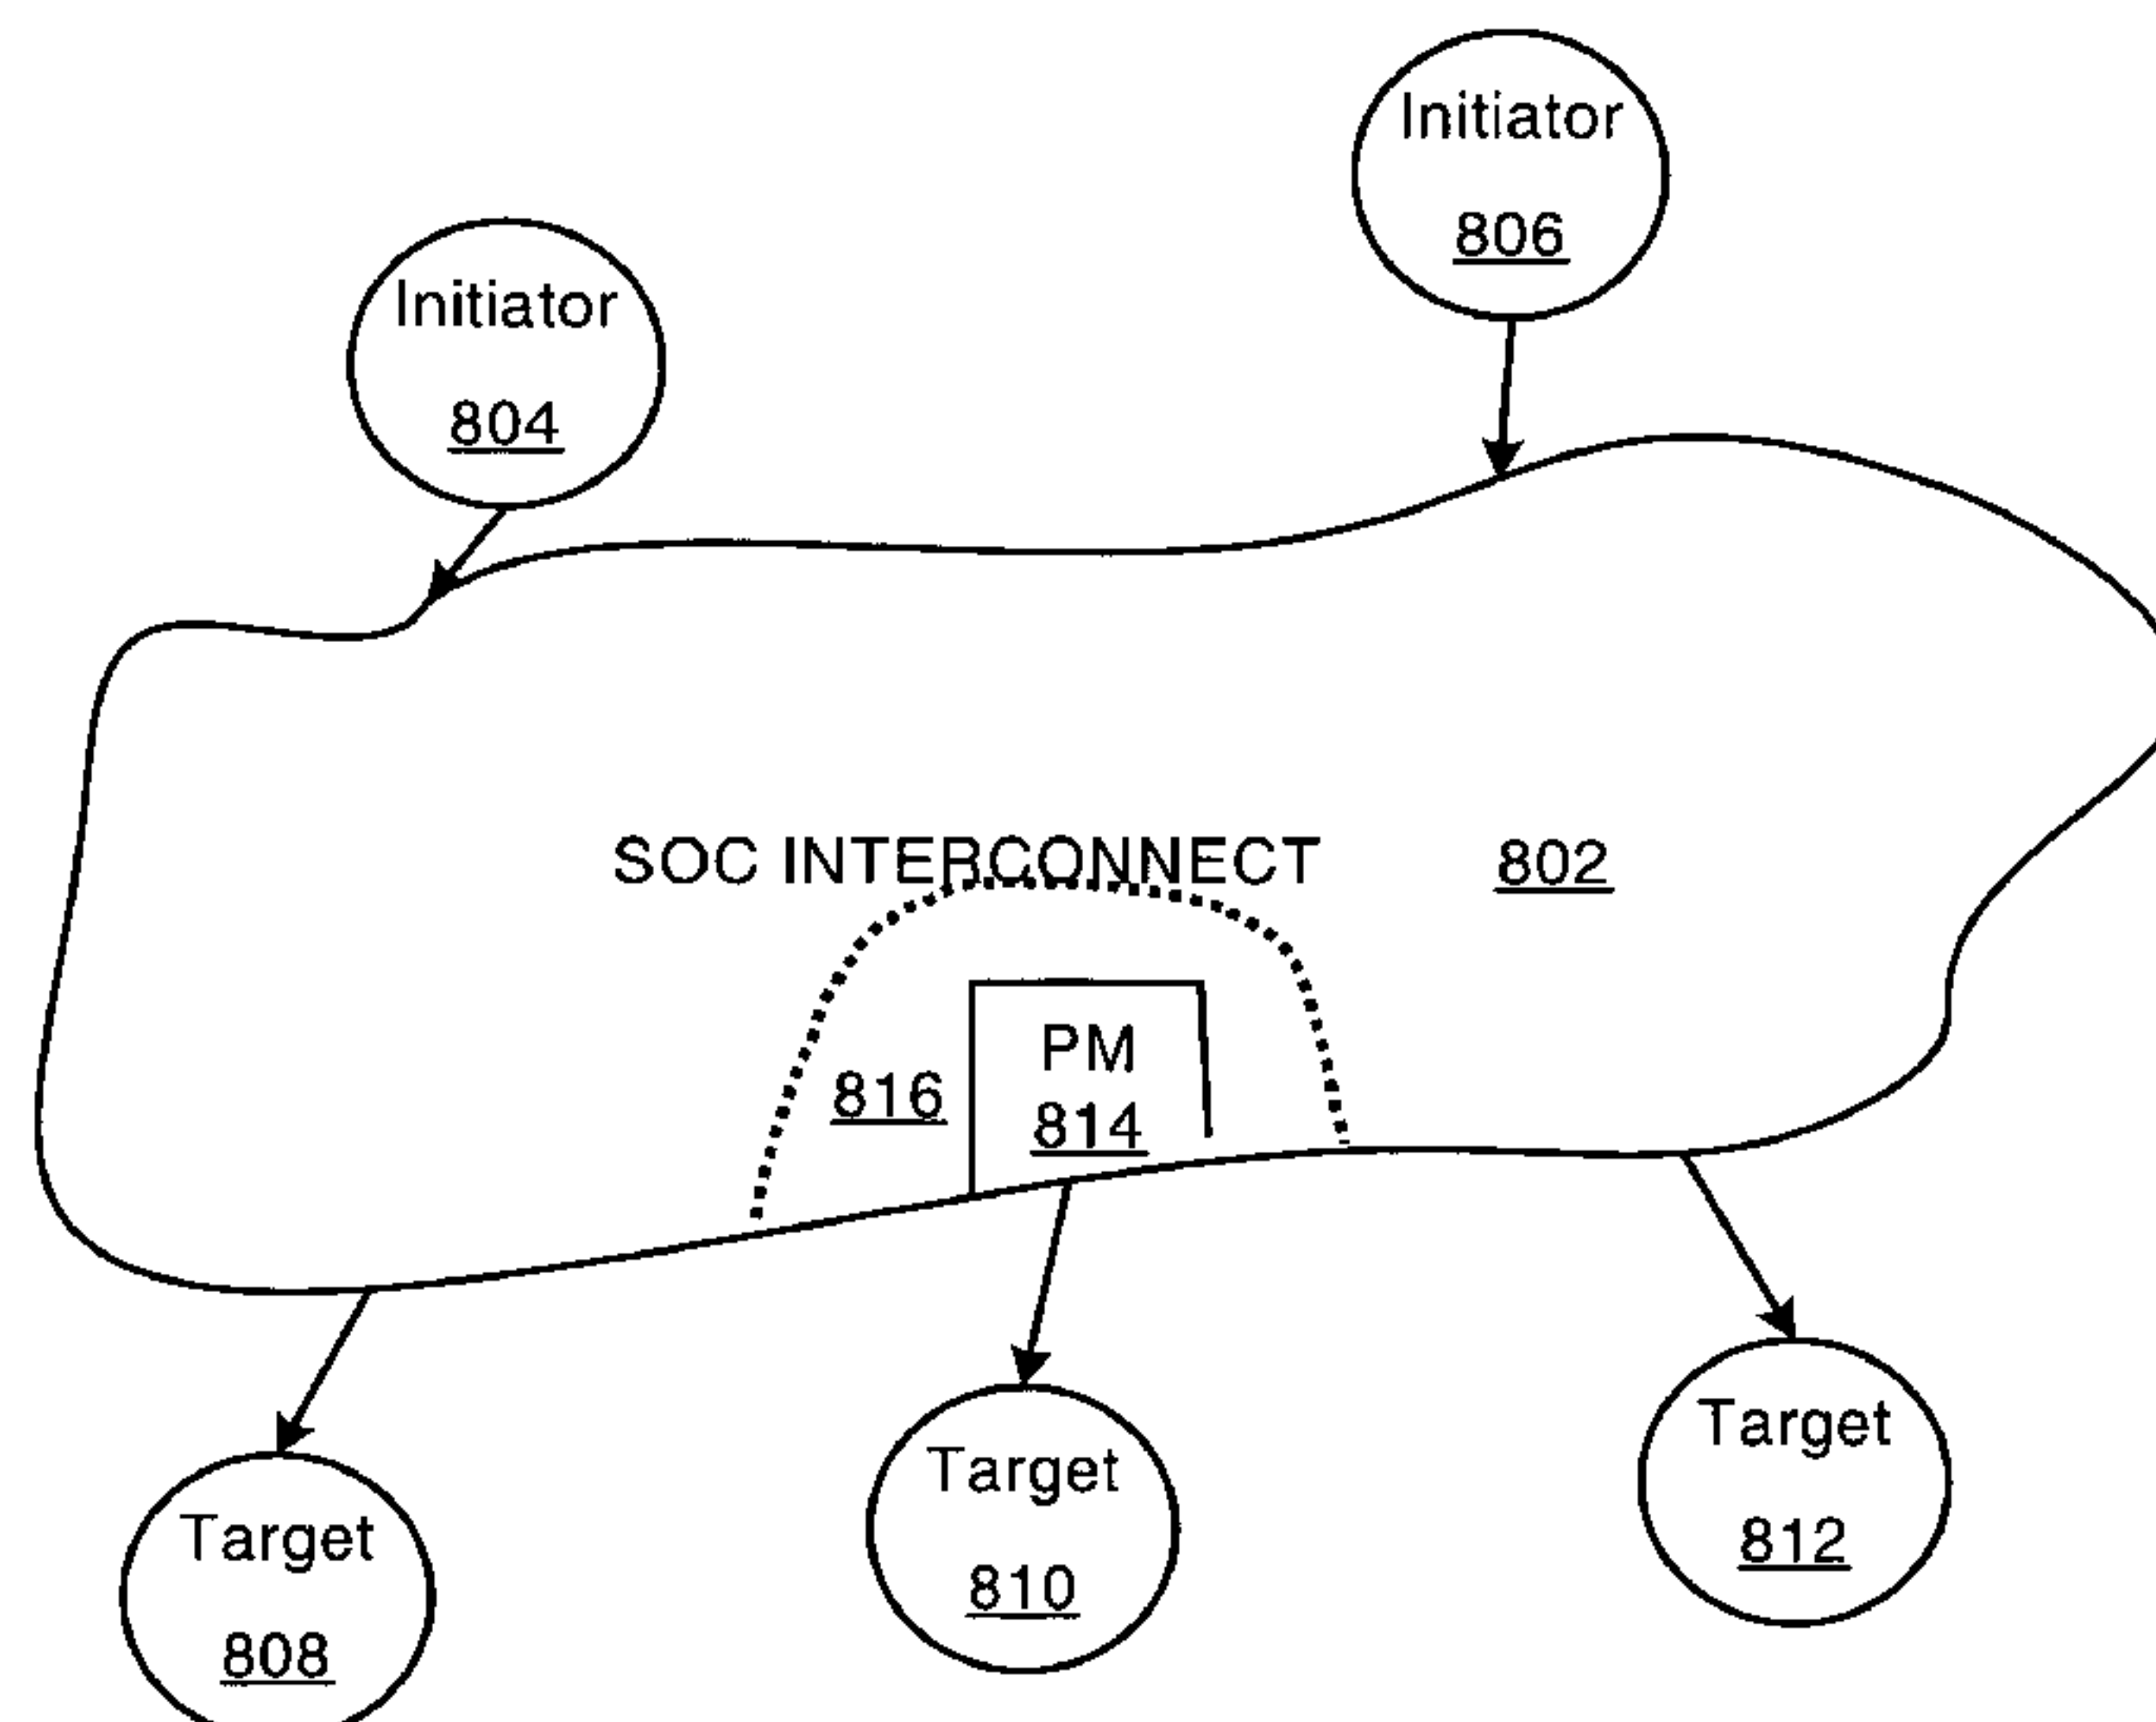 Initiator
806
Initiator
804
SOC INTERCONNECT 802
PM
816
814
Target
812
Target
810
Target
808